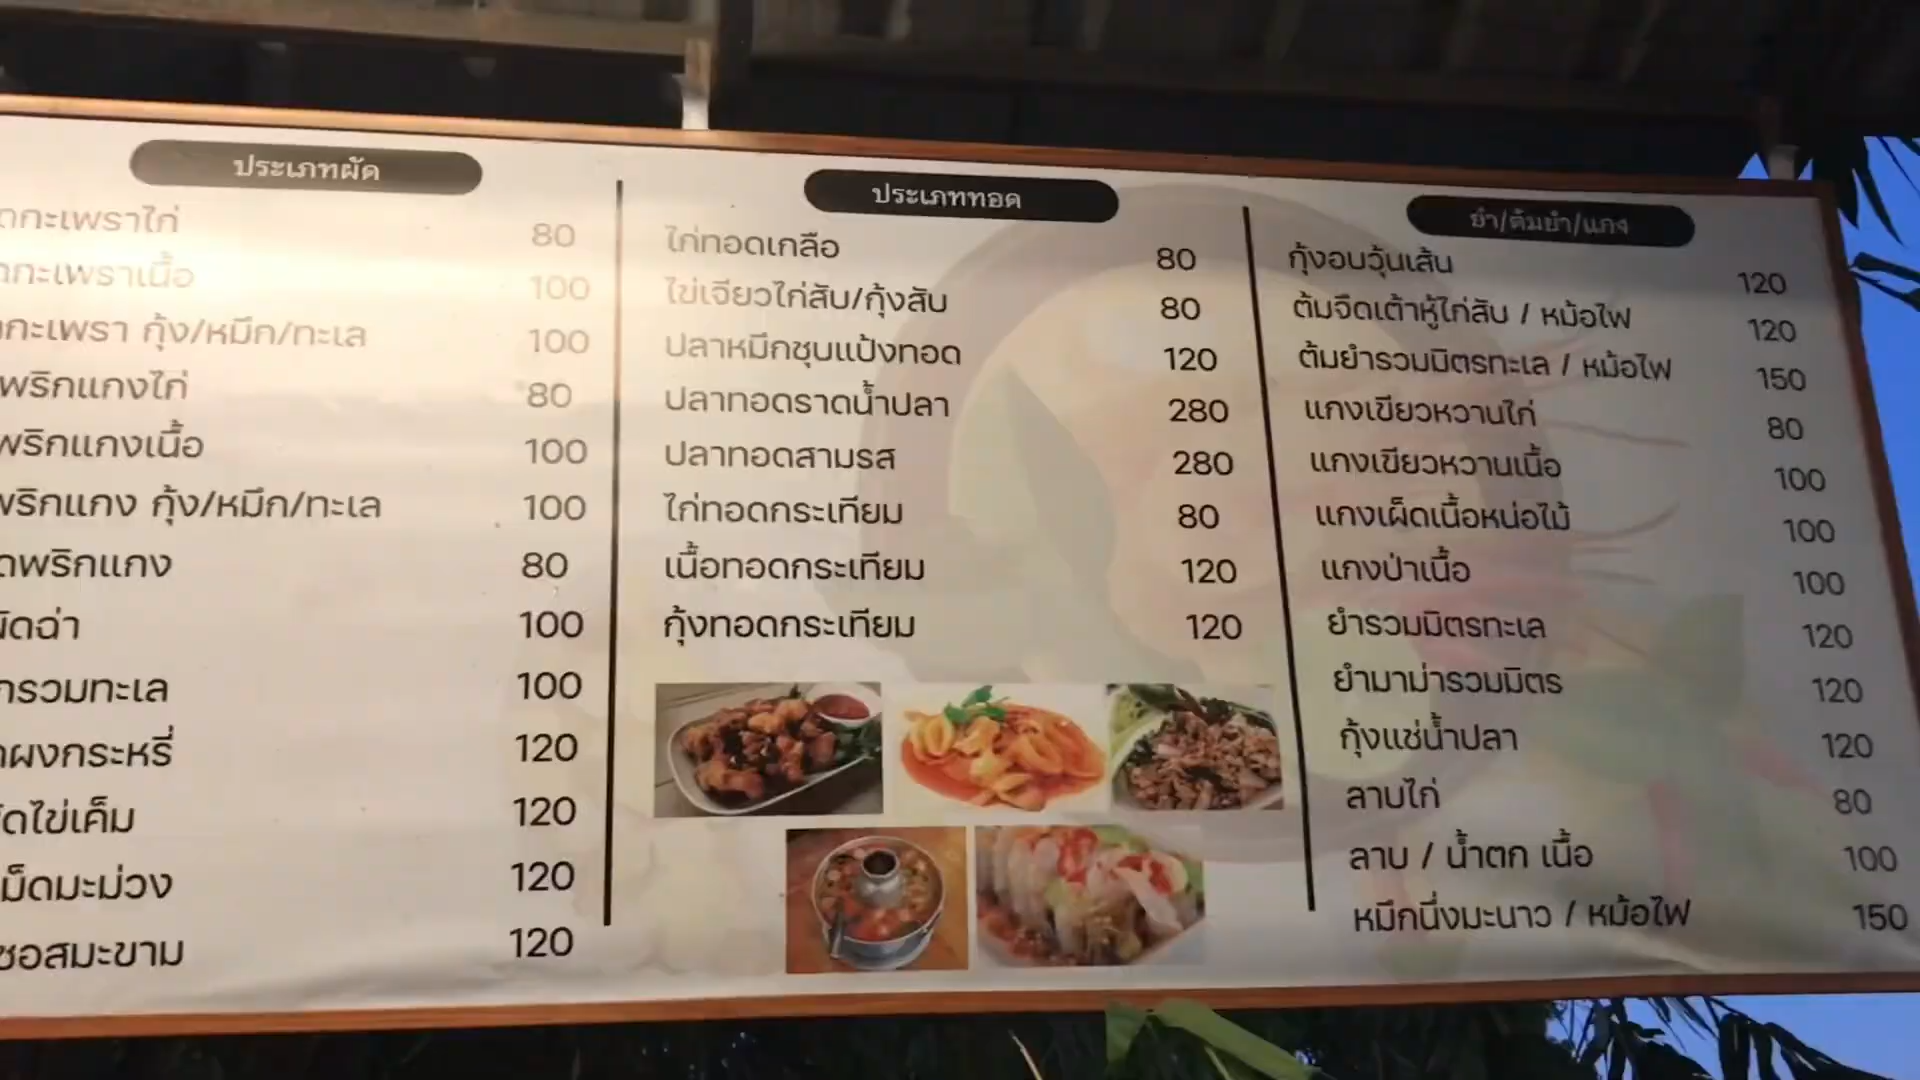 ประเภทผัด
กะเพราไก่ 80
กะเพราเนื้อ 100
กะเพรา กุ้ง/หมึก/ทะเล 100
พริกแกงไก่ 80
พริกแกงเนื้อ 100
พริกแกง กุ้ง/หมึก/ทะเล 100
พริกแกง 80
ผัดฉ่า 100
รวมทะเล 100
ผงกระหรี่ 120
ไข่เค็ม 120
เม็ดมะม่วง 120
ซอสมะขาม 120
ประเภททอด
ไก่ทอดเกลือ 80
ไข่เจียวไก่สับ/กุ้งสับ 80
ปลาหมึกชุบแป้งทอด 120
ปลาทอดราดน้ำปลา 280
ปลาทอดสามรส 280
ไก่ทอดกระเทียม 80
เนื้อทอดกระเทียม 120
กุ้งทอดกระเทียม 120
ยำ/ต้มยำ/แกง
กุ้งอบวุ้นเส้น 120
ต้มจืดเต้าหู้ไก่สับ / หม้อไฟ 120
ต้มยำรวมมิตรทะเล / หม้อไฟ 150
แกงเขียวหวานไก่ 80
แกงเขียวหวานเนื้อ 100
แกงเผ็ดเนื้อหน่อไม้ 100
แกงป่าเนื้อ 100
ยำรวมมิตรทะเล 120
ยำมาม่ารวมมิตร 120
กุ้งแช่น้ำปลา 120
ลาบไก่ 80
ลาบ / น้ำตก เนื้อ 100
หมึกนึ่งมะนาว / หม้อไฟ 150